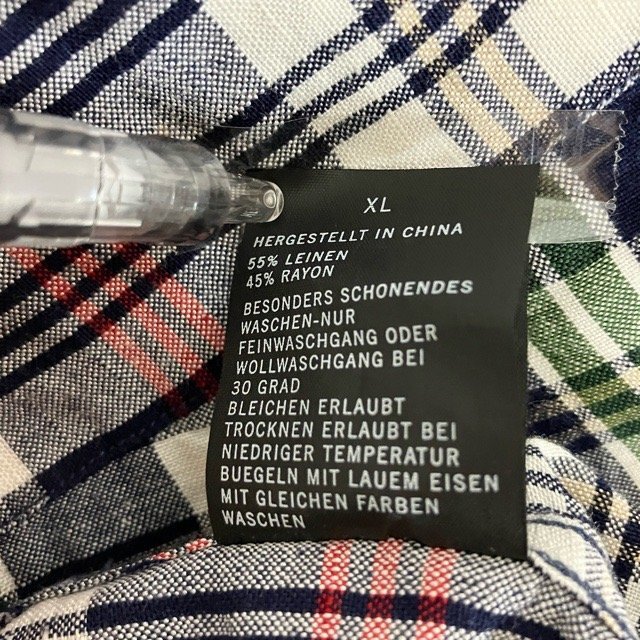 XL
HERGESTELLT IN CHINA
55% LEINEN
45% RAYON
BESONDERS SCHONENDES
WASCHEN-NUR
FEINWASCHGANG ODER
WOLLWASCHGANG BEI
30 GRAD
BLEICHEN ERLAUBT
TROCKNEN ERLAUBT BEI
NIEDRIGER TEMPERATUR
BUEGELN MIT LAUEM EISEN
MIT GLEICHEN FARBEN
WASCHEN